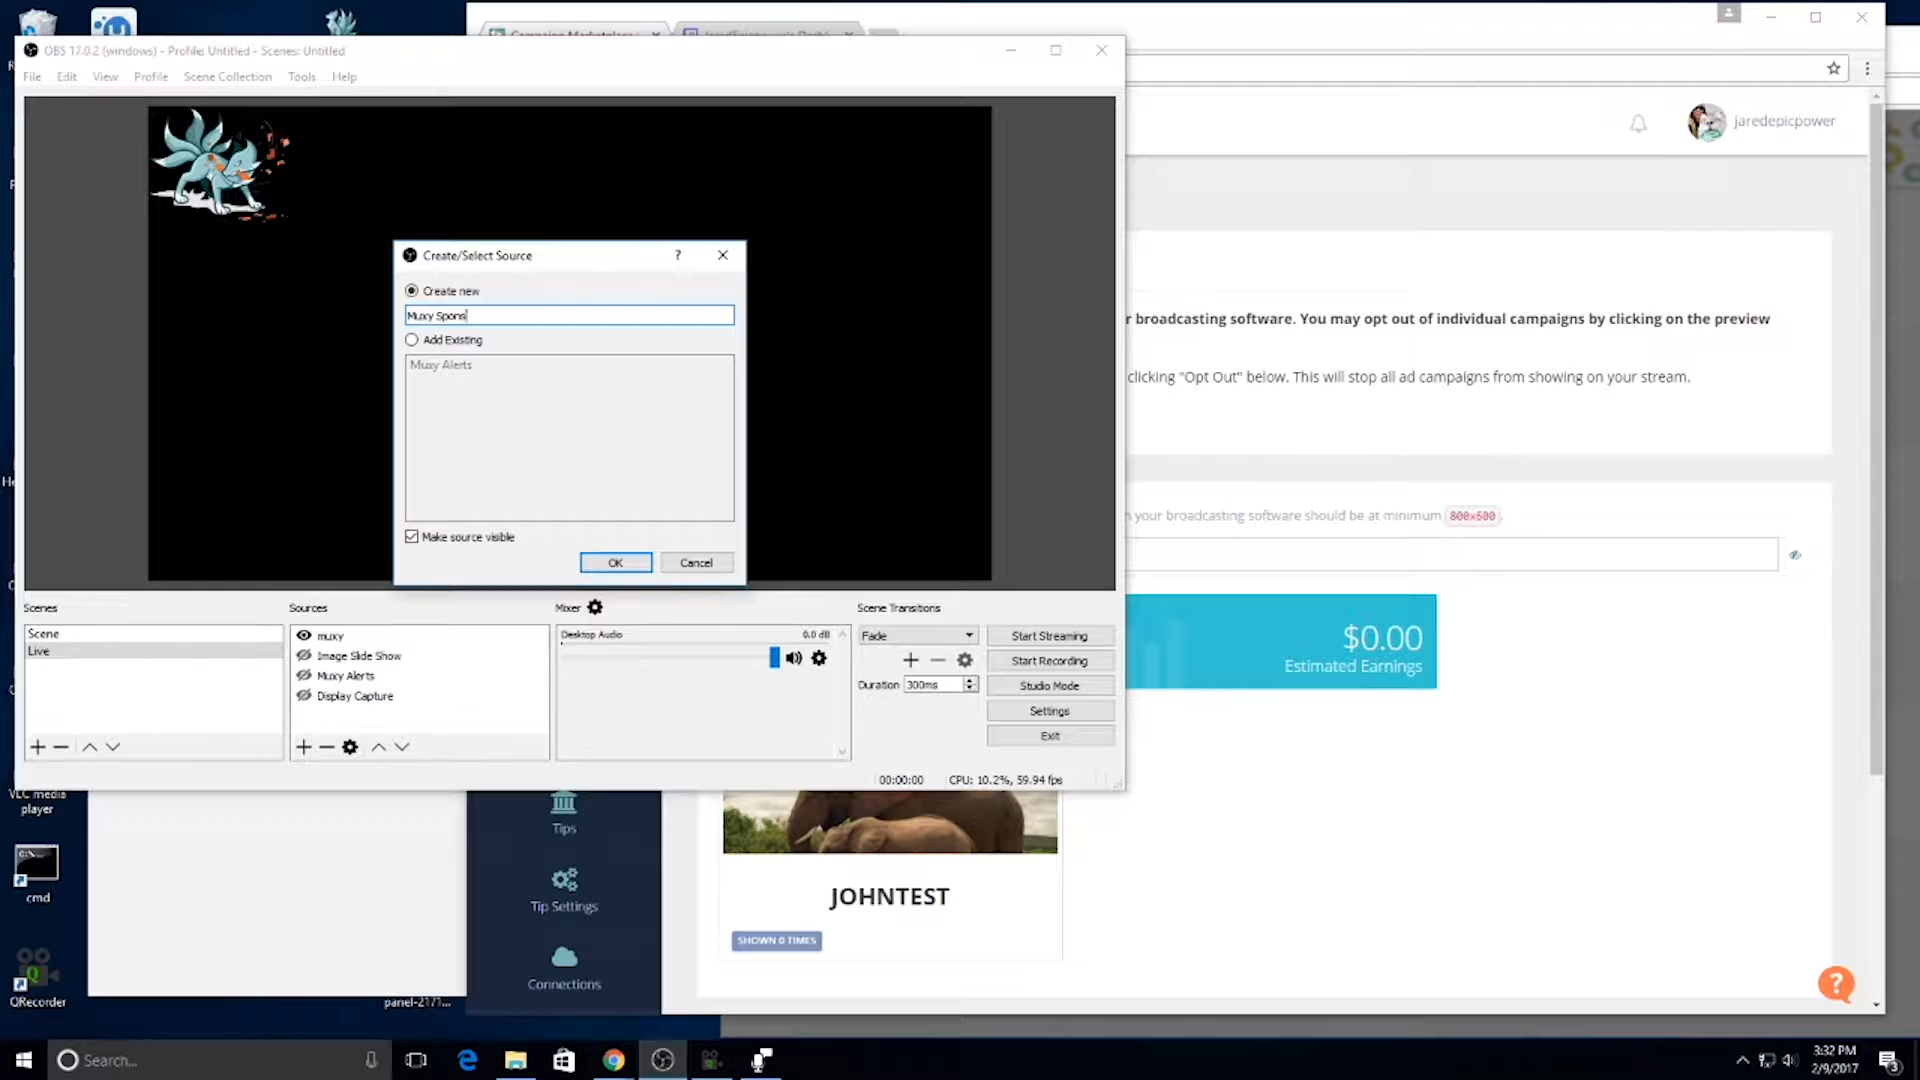 OBS 17.0.2 (windows) - Profile: Untitled - Scenes: Untitled
File Edit View Profile Scene Collection Tools Help
jaredepicpower
Create/Select Source
?
Create new
Muxy Spons
Add Existing
Muxy Alerts
Make source visible
OK Cancel
r broadcasting software. You may opt out of individual campaigns by clicking on the preview
clicking "Opt Out" below. This will stop all ad campaigns from showing on your stream.
your broadcasting software should be at minimum 800x600.
$0.00
Estimated Earnings
Scenes
Scene
Live
Sources
muxy
Image Slide Show
Muxy Alerts
Display Capture
Mixer
Desktop Audio 0.0 dB
Scene Transitions
Fade
Duration 300ms
Start Streaming
Start Recording
Studio Mode
Settings
Exit
00:00:00 CPU: 10.2%, 59.94 fps
VLC media
player
cmd
QRecorder
panel-2171...
Tips
Tip Settings
Connections
JOHNTEST
SHOWN 0 TIMES
?
Search...
3:32 PM
2/9/2017
3